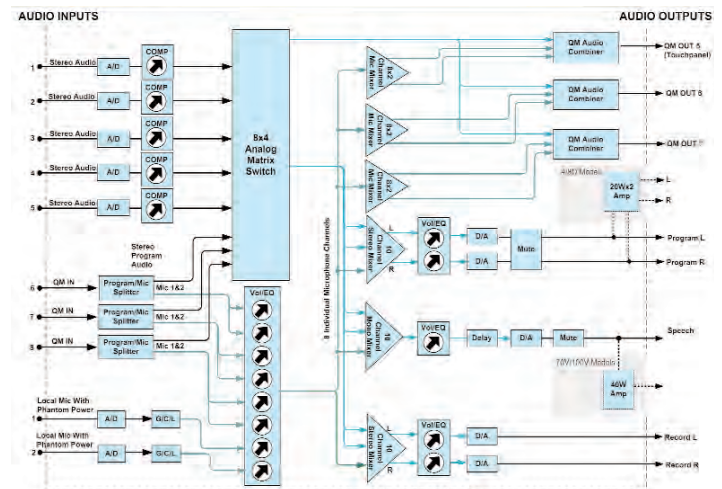 AUDIO INPUTS
AUDIO OUTPUTS
COMP
1 Stereo Audio A/D
COMP
2 Stereo Audio A/D
COMP
3 Stereo Audio A/D
COMP
4 Stereo Audio A/D
COMP
5 Stereo Audio A/D
8x4
Analog
Matrix
Switch
Stereo
Program
Audio
6 QM IN
Program/Mic
Splitter
Mic 1&2
7 QM IN
Program/Mic
Splitter
Mic 1&2
QM IN
Program/Mic
Splitter
Mic 1&2
Vol/EQ
Local Mic With
Phantom Power
1
A/D
G/C/L
Local Mic With
Phantom Power
2
A/D
G/C/L
8 Individual Microphone Channels
8x2
Channel
Mic Mixer
8x2
Channel
Mic Mixer
8x2
Channel
Mic Mixer
10
Channel
Stereo Mixer
L
R
10
Channel
Mono Mixer
10
Channel
Stereo Mixer
L
R
QM Audio
Combiner
QM OUT 5
(Touchpanel)
QM Audio
Combiner
QM OUT 6
QM Audio
Combiner
QM OUT 7
Models
20Wx2
Amp
L
R
Vol/EQ
D/A
D/A
Mute
Program L
Program R
Vol/EQ
Delay
D/A
Mute
Speech
70V/100V Models
40W
Amp
Vol/EQ
D/A
D/A
Record L
Record R